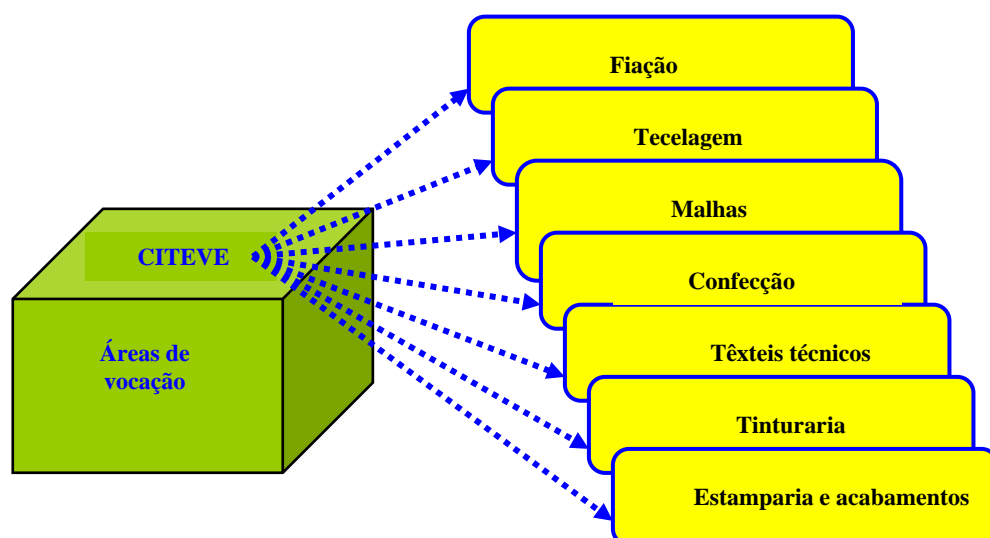 Fiação
Tecelagem
Malhas
CITEVE
Confecção
Áreas de
vocação
Têxteis técnicos
Tinturaria
Estamparia e acabamentos